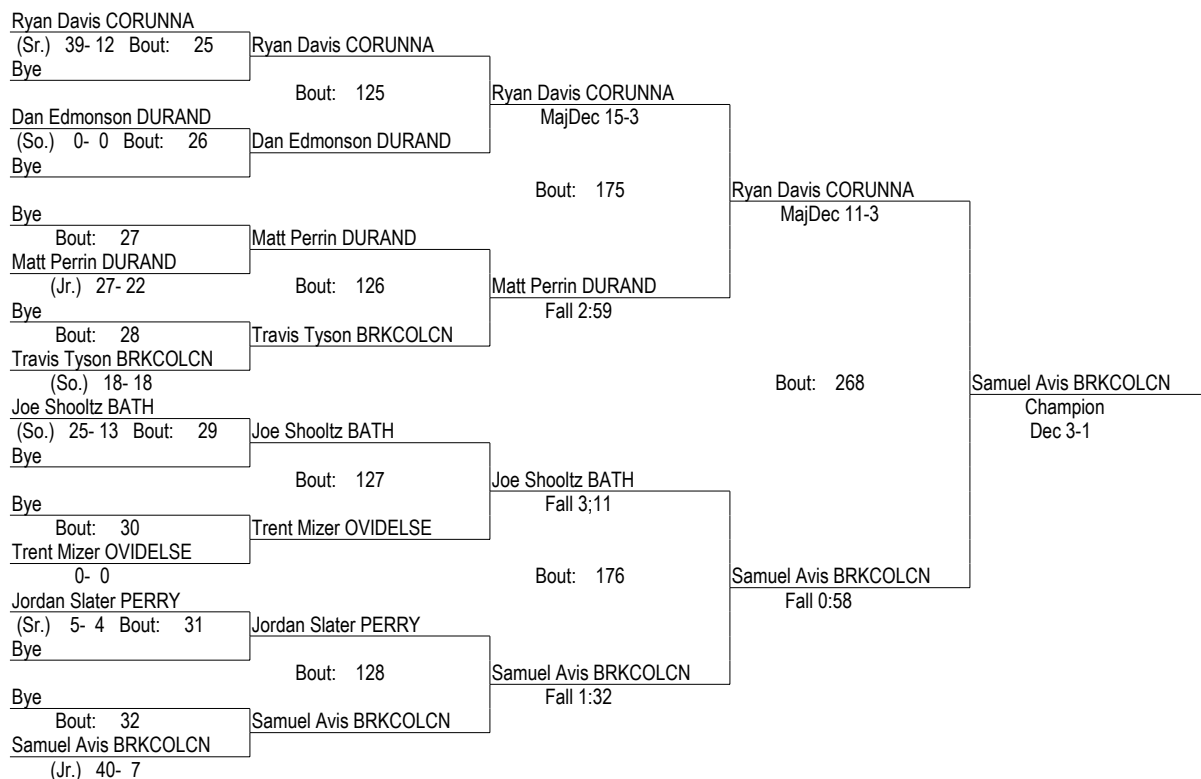 Ryan Davis CORUNNA
(Sr.) 39- 12 Bout: 25
Ryan Davis CORUNNA
Bye
Bout: 125
Ryan Davis CORUNNA
Dan Edmonson DURAND
MajDec 15-3
(So.) 0- 0 Bout: 26
Dan Edmonson DURAND
Bye
Bout: 175
Ryan Davis CORUNNA
Bye
MajDec 11-3
Bout: 27
Matt Perrin DURAND
Matt Perrin DURAND
(Jr.) 27- 22
Bout: 126
Matt Perrin DURAND
Bye
Fall 2:59
Bout: 28
Travis Tyson BRKCOLCN
Travis Tyson BRKCOLCN
(So.) 18- 18
Bout: 268
Samuel Avis BRKCOLCN
Joe Shooltz BATH
Champion
(So.) 25- 13 Bout: 29
Joe Shooltz BATH
Dec 3-1
Bye
Bout: 127
Joe Shooltz BATH
Bye
Fall 3;11
Bout: 30
Trent Mizer OVIDELSE
Trent Mizer OVIDELSE
0- 0
Bout: 176
Samuel Avis BRKCOLCN
Jordan Slater PERRY
Fall 0:58
(Sr.) 5- 4 Bout: 31
Jordan Slater PERRY
Bye
Bout: 128
Samuel Avis BRKCOLCN
Bye
Fall 1:32
Bout: 32
Samuel Avis BRKCOLCN
Samuel Avis BRKCOLCN
(Jr.) 40- 7